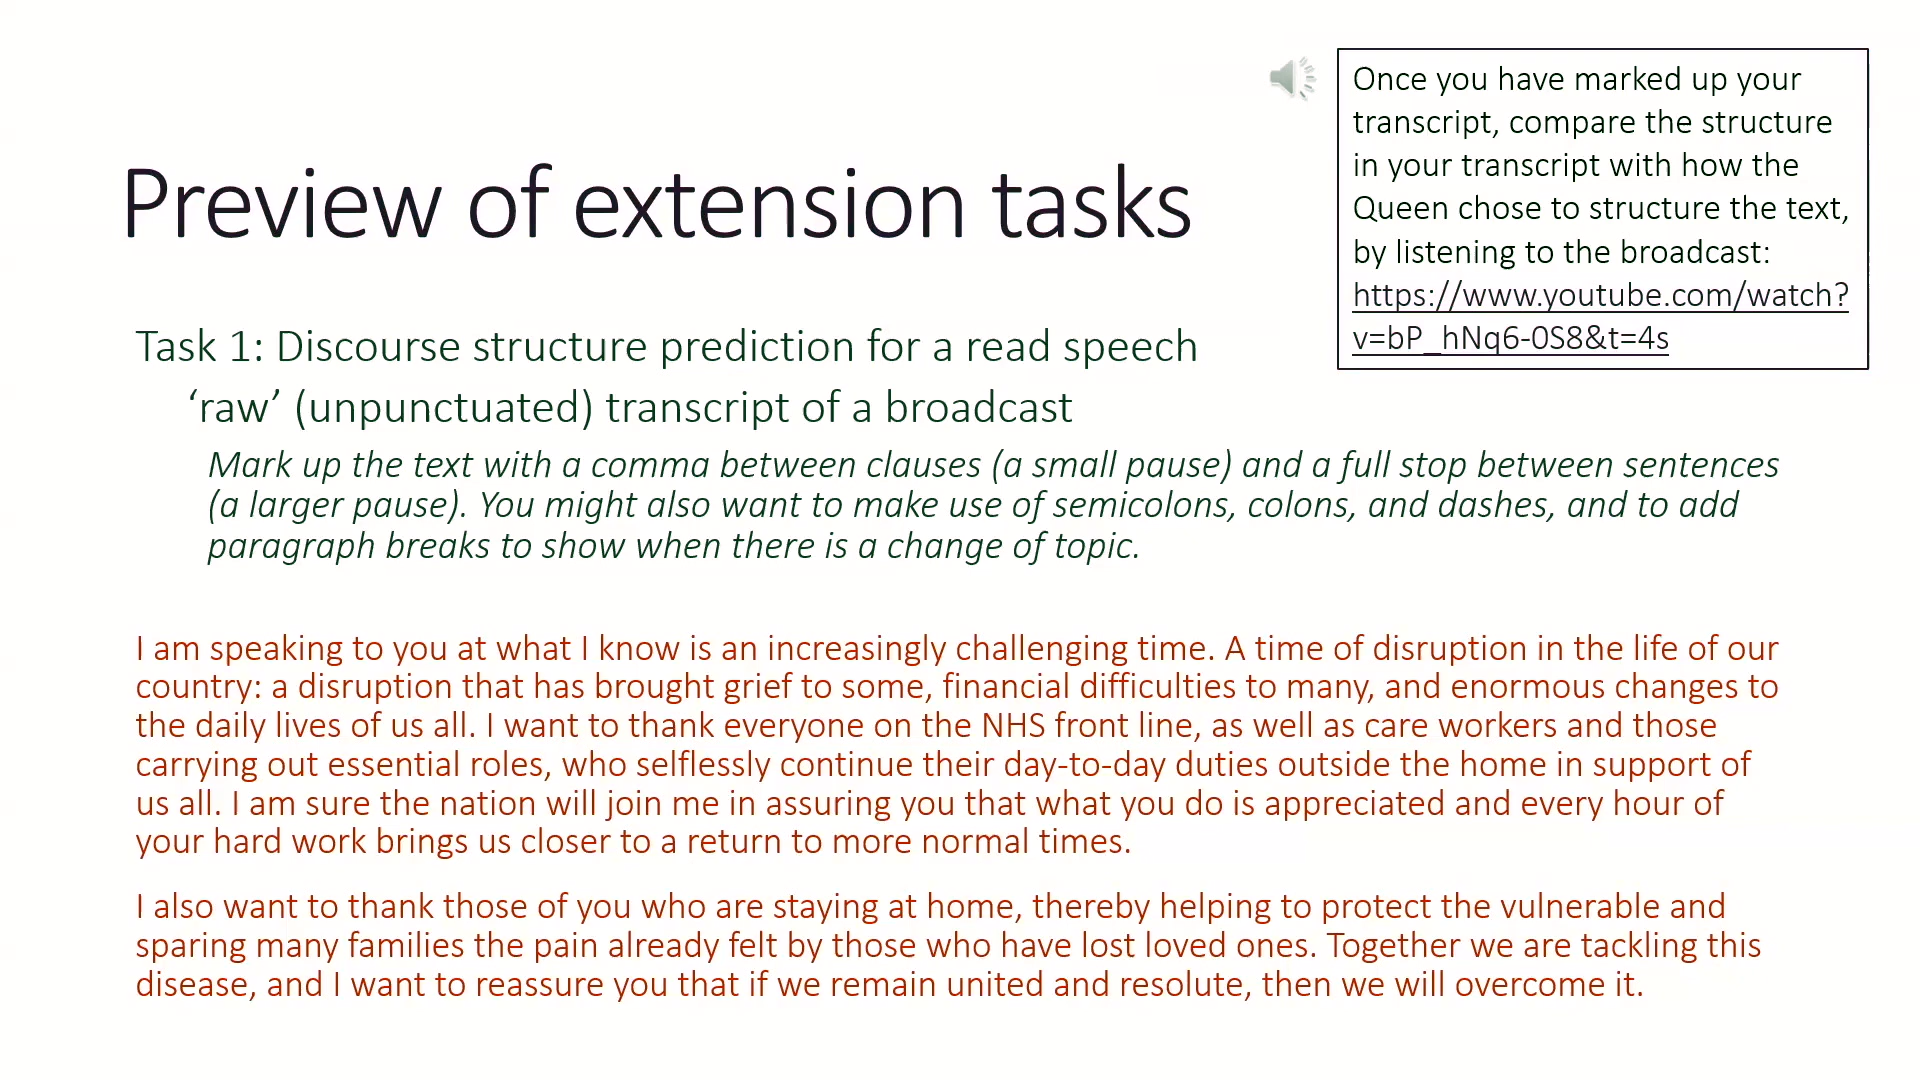 Preview of extension tasks
Once you have marked up your
transcript, compare the structure
in your transcript with how the
Queen chose to structure the text,
by listening to the broadcast:
https://www.youtube.com/watch?
v=bP_hNq6-0S8&t=4s
Task 1: Discourse structure prediction for a read speech
‘raw’ (unpunctuated) transcript of a broadcast
Mark up the text with a comma between clauses (a small pause) and a full stop between sentences
(a larger pause). You might also want to make use of semicolons, colons, and dashes, and to add
paragraph breaks to show when there is a change of topic.
I am speaking to you at what I know is an increasingly challenging time. A time of disruption in the life of our
country: a disruption that has brought grief to some, financial difficulties to many, and enormous changes to
the daily lives of us all. I want to thank everyone on the NHS front line, as well as care workers and those
carrying out essential roles, who selflessly continue their day-to-day duties outside the home in support of
us all. I am sure the nation will join me in assuring you that what you do is appreciated and every hour of
your hard work brings us closer to a return to more normal times.
I also want to thank those of you who are staying at home, thereby helping to protect the vulnerable and
sparing many families the pain already felt by those who have lost loved ones. Together we are tackling this
disease, and I want to reassure you that if we remain united and resolute, then we will overcome it.